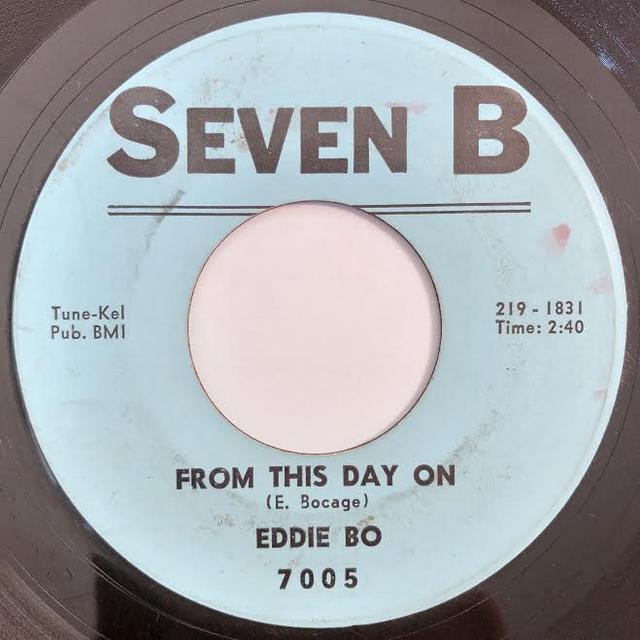 SEVEN B
Tune-Kel
Pub. BMI
219 - 1831
Time: 2:40
FROM THIS DAY ON
(E. Bocage)
EDDIE BO
7005